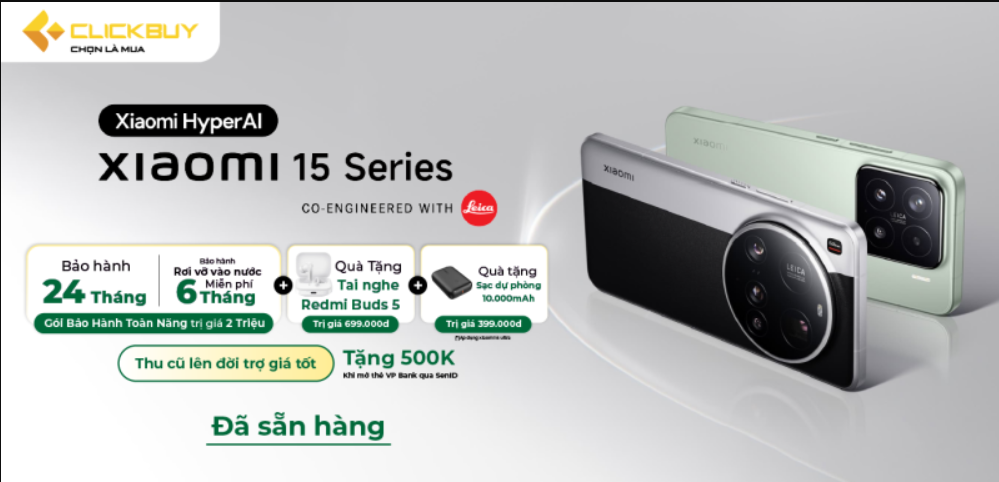 CLICKBUY
CHỌN LÀ MUA
Xiaomi HyperAI
xiaomi 15 Series
CO-ENGINEERED WITH Leica
Bảo hành
24 Tháng
Bảo hành
Rơi vỡ vào nước
Miễn phí
6 Tháng
Gói Bảo Hành Toàn Năng trị giá 2 Triệu
+
Quà Tặng
Tai nghe
Redmi Buds 5
Trị giá 699.000đ
+
Quà tặng
Sạc dự phòng
10.000mAh
Trị giá 399.000đ
Thu cũ lên đời trợ giá tốt
Tặng 500K
Khi mở thẻ VP Bank qua SenID
Đã sẵn hàng
xiaomi
LEICA
xiaomi
LEICA